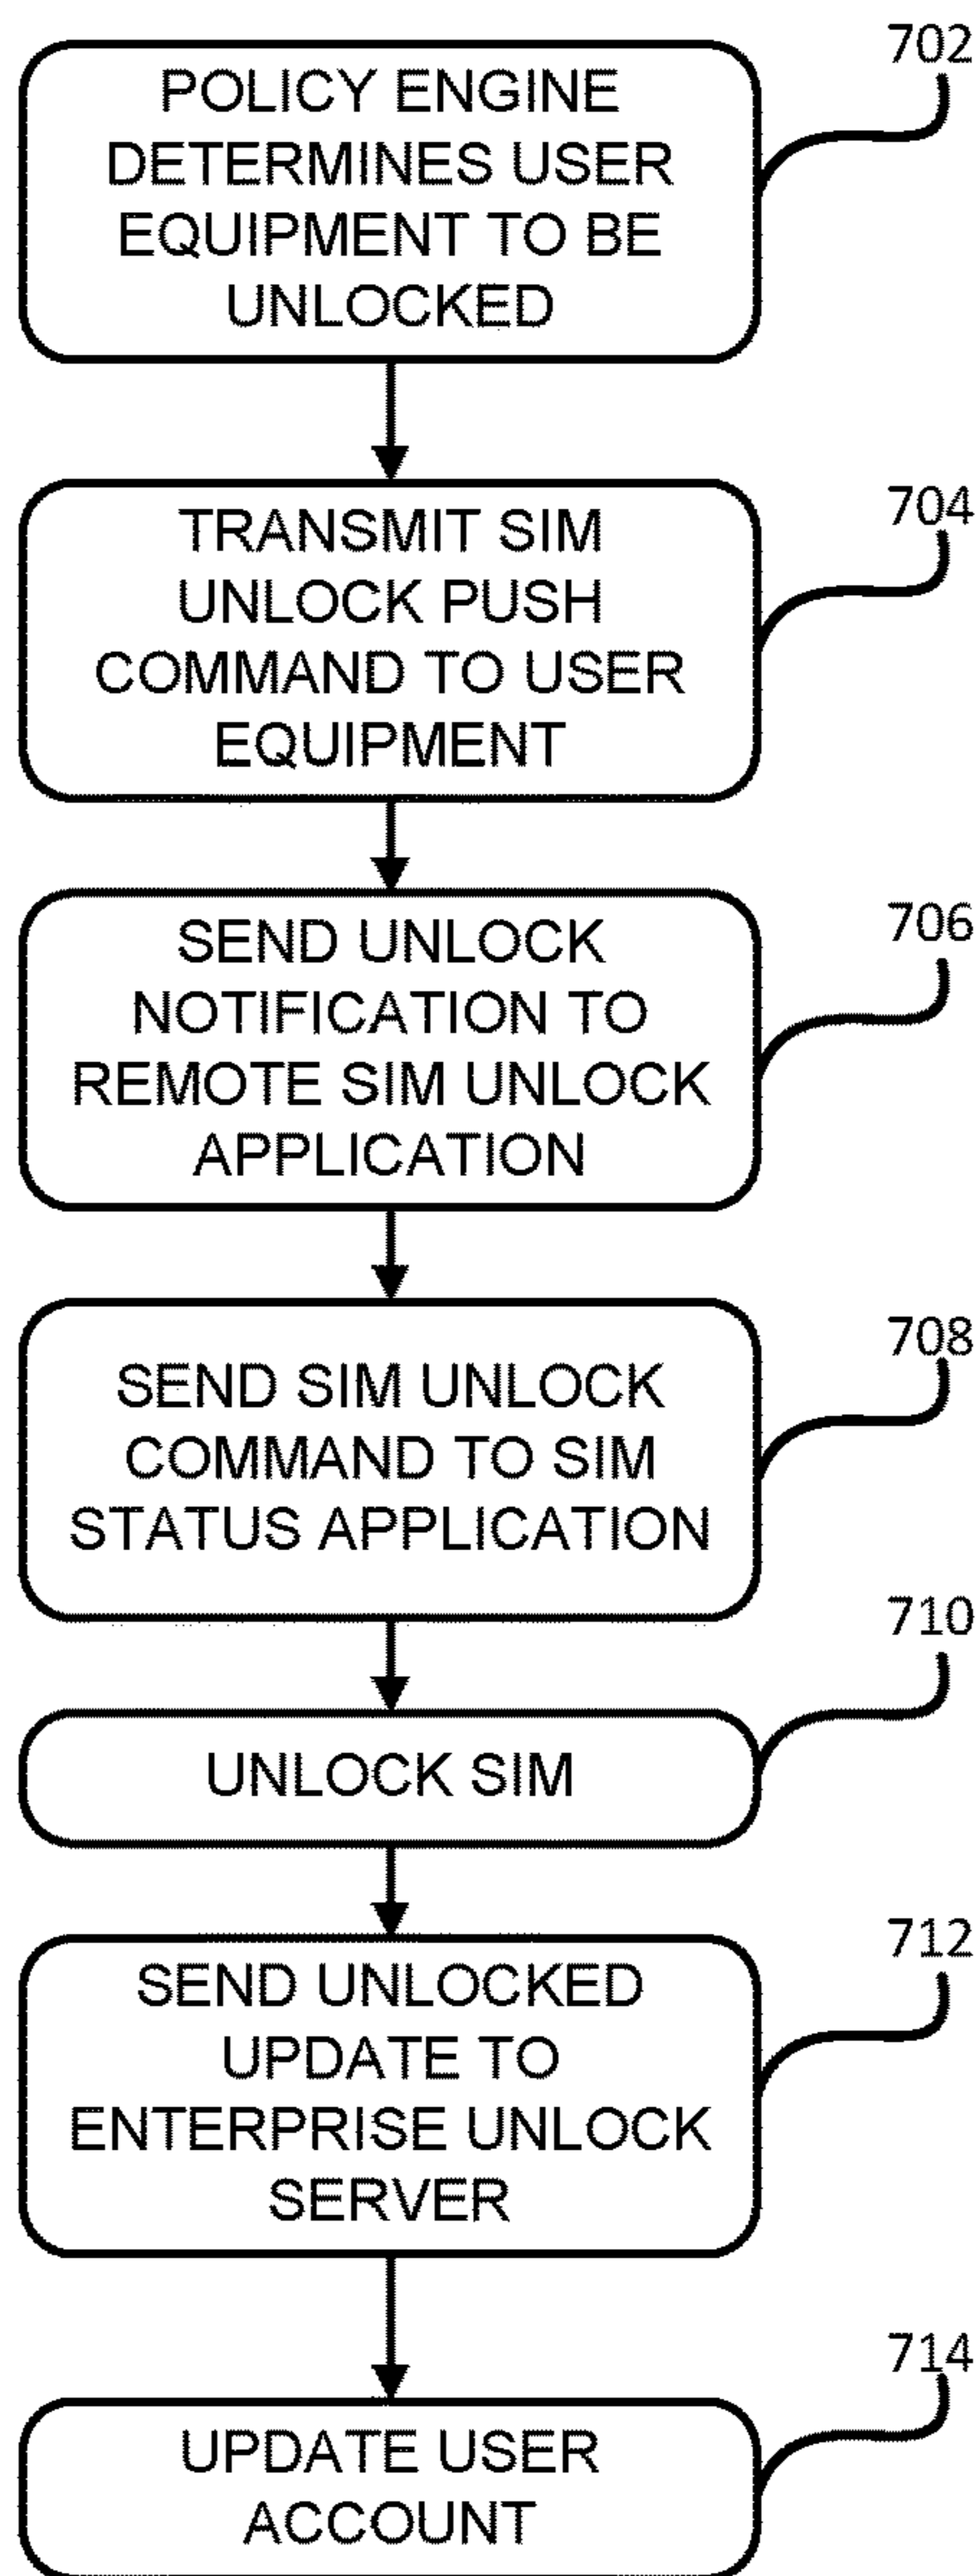 702
POLICY ENGINE
DETERMINES USER
EQUIPMENT TO BE
UNLOCKED
704
TRANSMIT SIM
UNLOCK PUSH
COMMAND TO USER
EQUIPMENT
706
SEND UNLOCK
NOTIFICATION TO
REMOTE SIM UNLOCK
APPLICATION
708
SEND SIM UNLOCK
COMMAND TO SIM
STATUS APPLICATION
710
UNLOCK SIM
712
SEND UNLOCKED
UPDATE TO
ENTERPRISE UNLOCK
SERVER
714
UPDATE USER
ACCOUNT